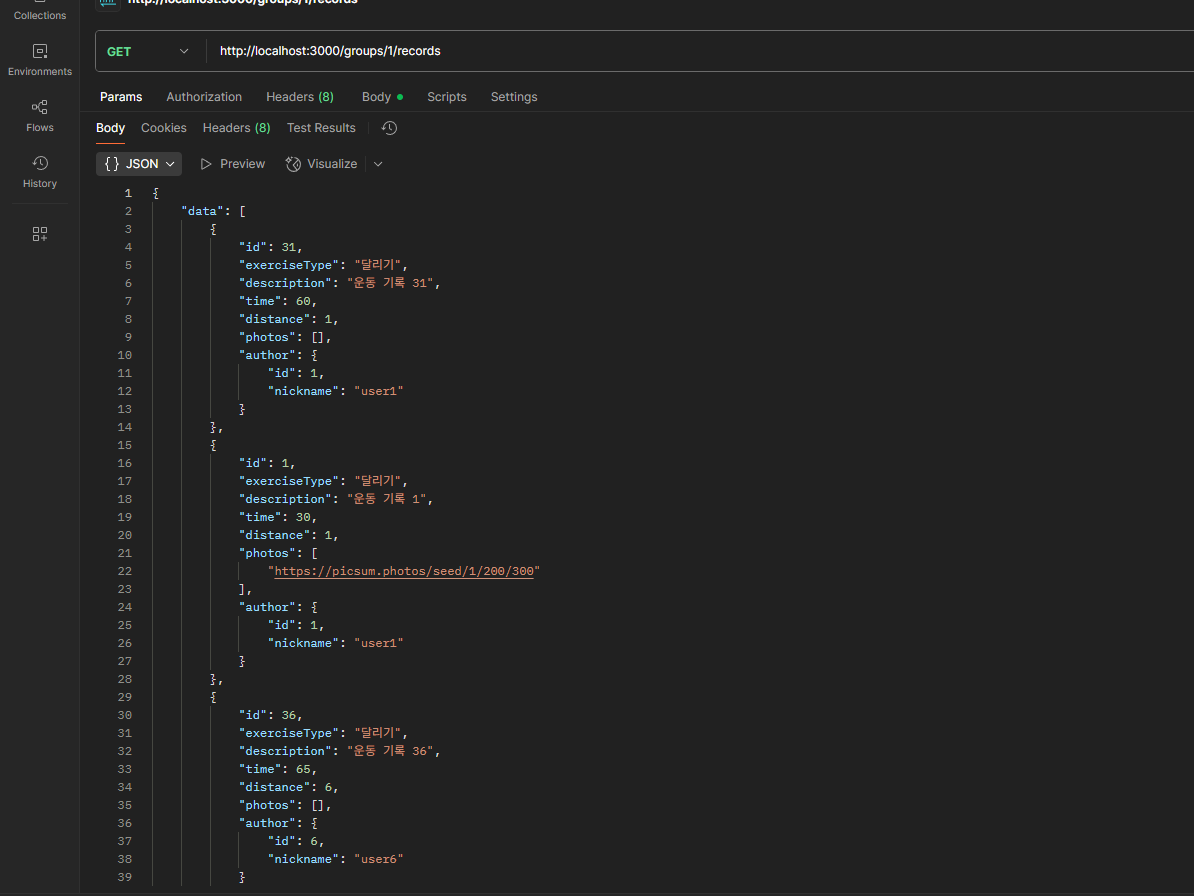 Collections
http://localhost:3000/groups/1/records
GET http://localhost:3000/groups/1/records
Environments
Params Authorization Headers (8) Body Scripts Settings
Flows
Body Cookies Headers (8) Test Results
{ } JSON Preview Visualize
History
1 {
2 "data": [
3 {
4 "id": 31,
5 "exerciseType": "달리기",
6 "description": "운동 기록 31",
7 "time": 60,
8 "distance": 1,
9 "photos": [],
10 "author": {
11 "id": 1,
12 "nickname": "user1"
13 }
14 },
15 {
16 "id": 1,
17 "exerciseType": "달리기",
18 "description": "운동 기록 1",
19 "time": 30,
20 "distance": 1,
21 "photos": [
22 "https://picsum.photos/seed/1/200/300"
23 ],
24 "author": {
25 "id": 1,
26 "nickname": "user1"
27 }
28 },
29 {
30 "id": 36,
31 "exerciseType": "달리기",
32 "description": "운동 기록 36",
33 "time": 65,
34 "distance": 6,
35 "photos": [],
36 "author": {
37 "id": 6,
38 "nickname": "user6"
39 }